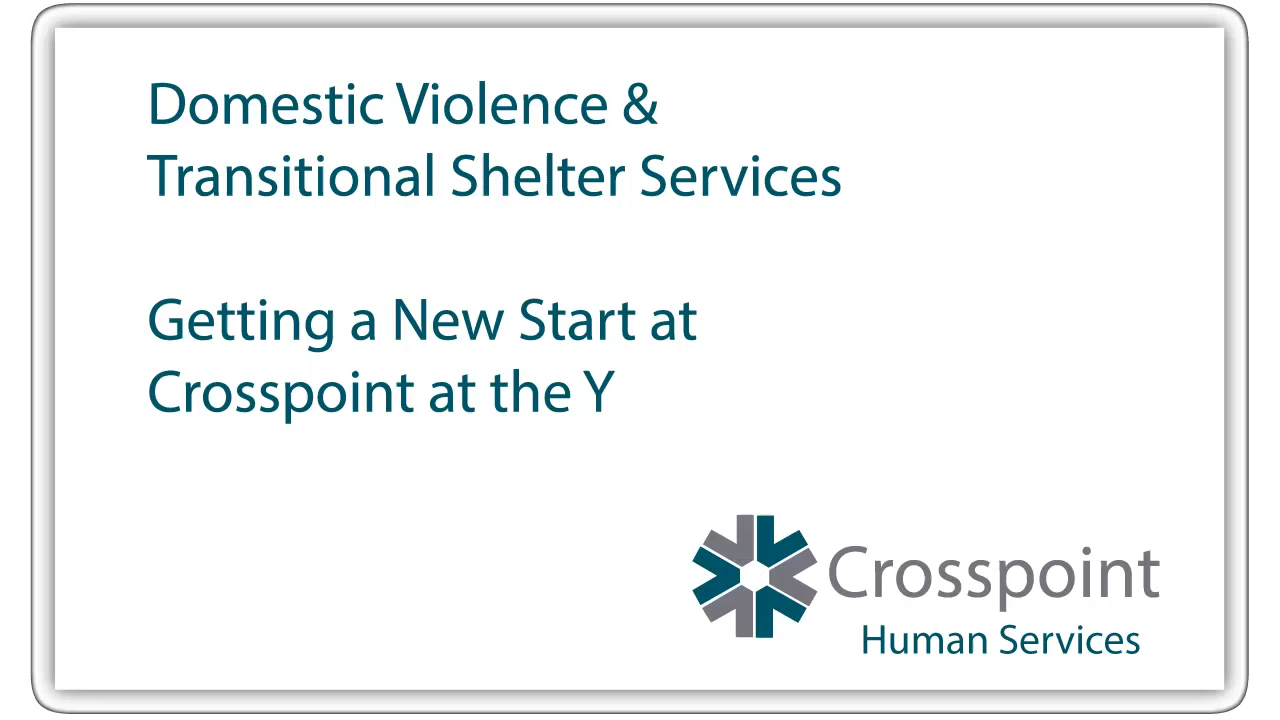 Domestic Violence &
Transitional Shelter Services
Getting a New Start at
Crosspoint at the Y
Crosspoint
Human Services